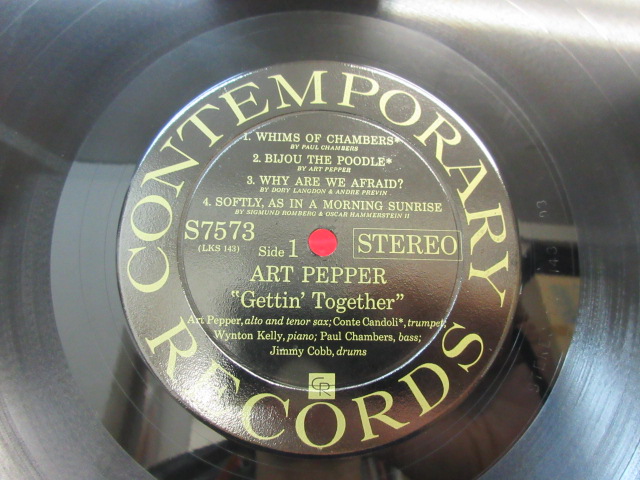 CONTEMPORARY
1. WHIMS OF CHAMBERS*
BY PAUL CHAMBERS
2. BIJOU THE POODLE*
BY ART PEPPER
3. WHY ARE WE AFRAID?
BY DORY LANGDON & ANDRE PREVIN
4. SOFTLY, AS IN A MORNING SUNRISE
BY SIGMUND ROMBERG & OSCAR HAMMERSTEIN II
S7573
(LKS 143)
Side 1
STEREO
ART PEPPER
"Gettin' Together"
Art Pepper, alto and tenor sax; Conte Candoli*, trumpet;
Wynton Kelly, piano; Paul Chambers, bass;
Jimmy Cobb, drums
CR
RECORDS